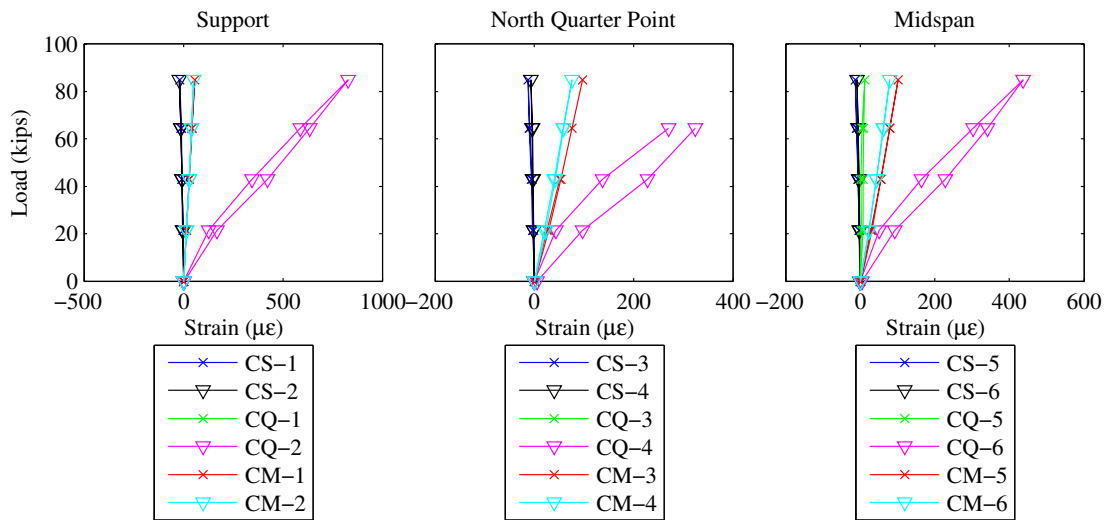 Support
North Quarter Point
Midspan
100
80
60
40
20
0
Load (kips)
−500
0
500
1000
−200
0
200
400
−200
0
200
400
600
Strain (με)
Strain (με)
Strain (με)
CS−1
CS−2
CQ−1
CQ−2
CM−1
CM−2
CS−3
CS−4
CQ−3
CQ−4
CM−3
CM−4
CS−5
CS−6
CQ−5
CQ−6
CM−5
CM−6